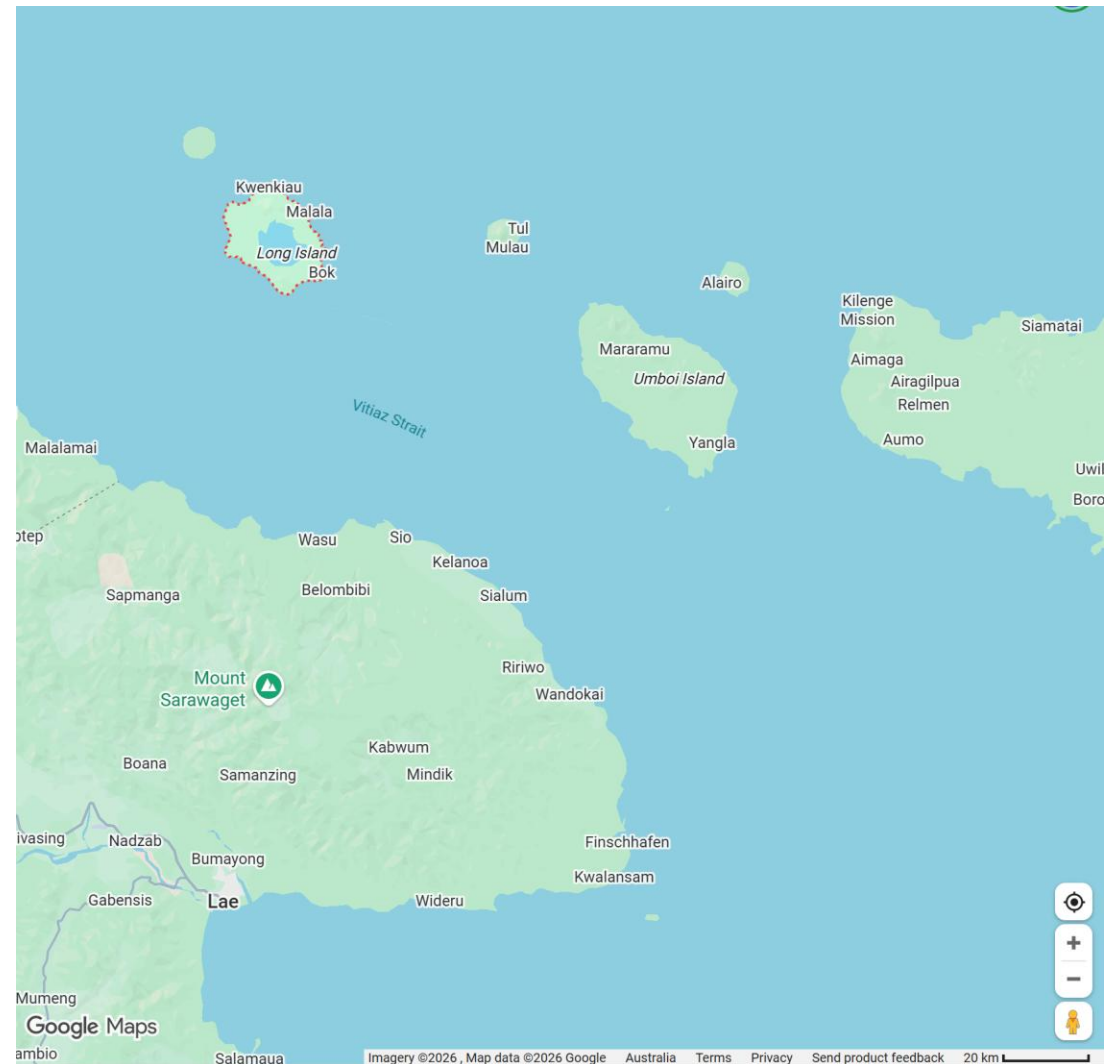 Kwenkiau
Malala
Long Island
Bok
Tul
Mulau
Alairo
Kilenge
Mission
Siamatai
Mararamu
Aimaga
Umboi Island
Airagilpua
Relmen
Vitiaz Strait
Malalamai
Yangla
Aumo
Uwil
Boro
otep
Wasu
Sio
Kelanoa
Sapmanga
Belombibi
Sialum
Ririwo
Mount
Sarawaget
Wandokai
Kabwum
Boana
Samanzing
Mindik
ivasing
Nadzab
Finschhafen
Bumayong
Kwalansam
Gabensis
Lae
Wideru
Mumeng
Google Maps
ambio
Salamaua
Imagery ©2026 , Map data ©2026 Google Australia Terms Privacy Send product feedback 20 km